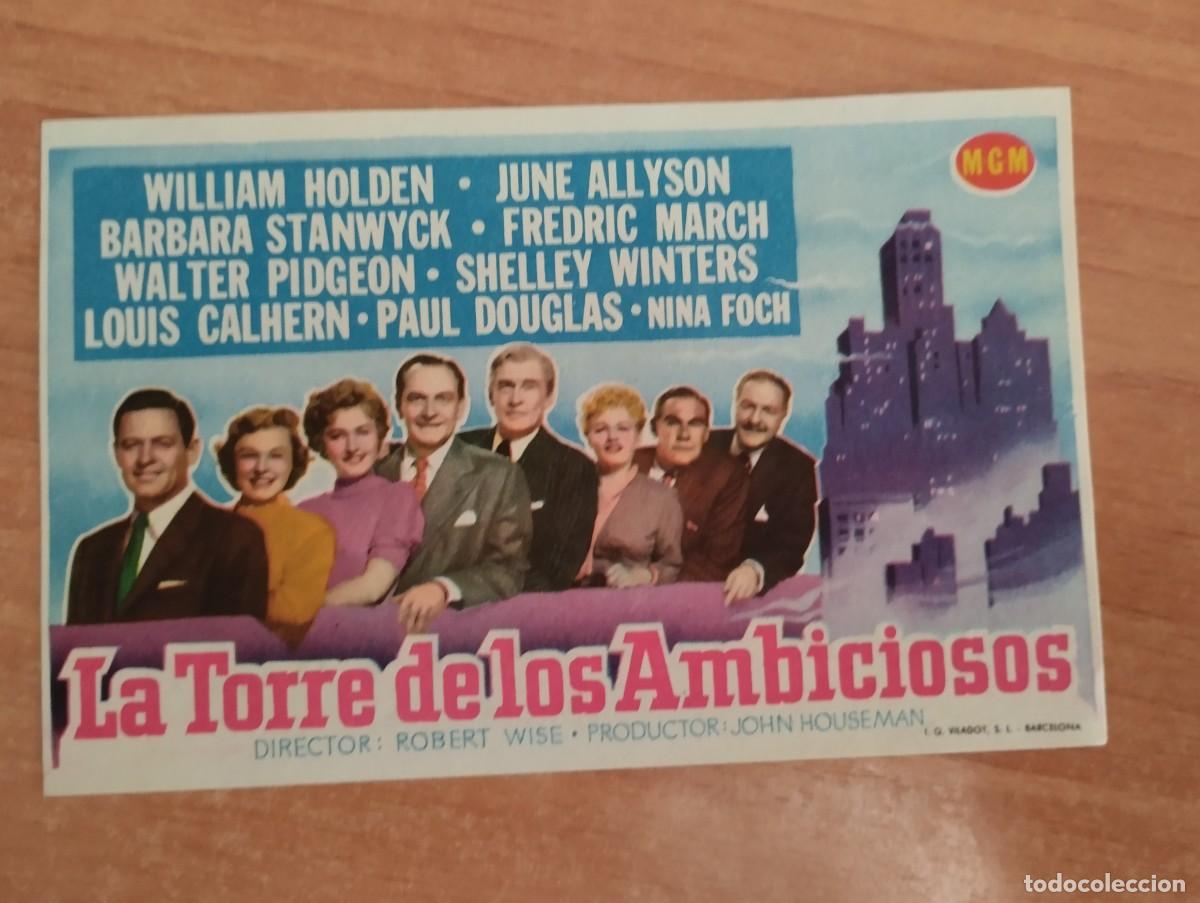 MGM
WILLIAM HOLDEN • JUNE ALLYSON
BARBARA STANWYCK • FREDRIC MARCH
WALTER PIDGEON • SHELLEY WINTERS
LOUIS CALHERN • PAUL DOUGLAS • NINA FOCH
La Torre de los Ambiciosos
DIRECTOR: ROBERT WISE • PRODUCTOR: JOHN HOUSEMAN
I. G. VILADOT, S. L. - BARCELONA
todocoleccion